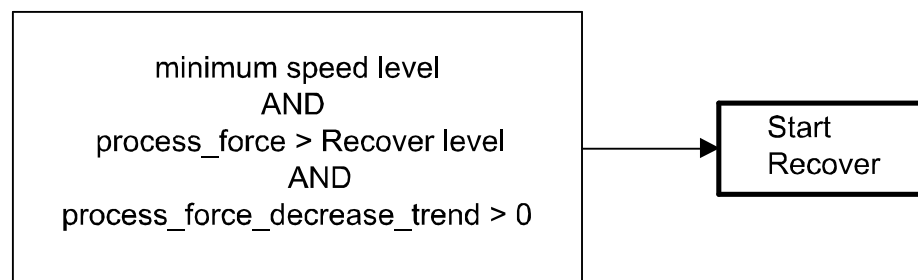 minimum speed level
AND
process_force > Recover level
AND
process_force_decrease_trend > 0
Start
Recover